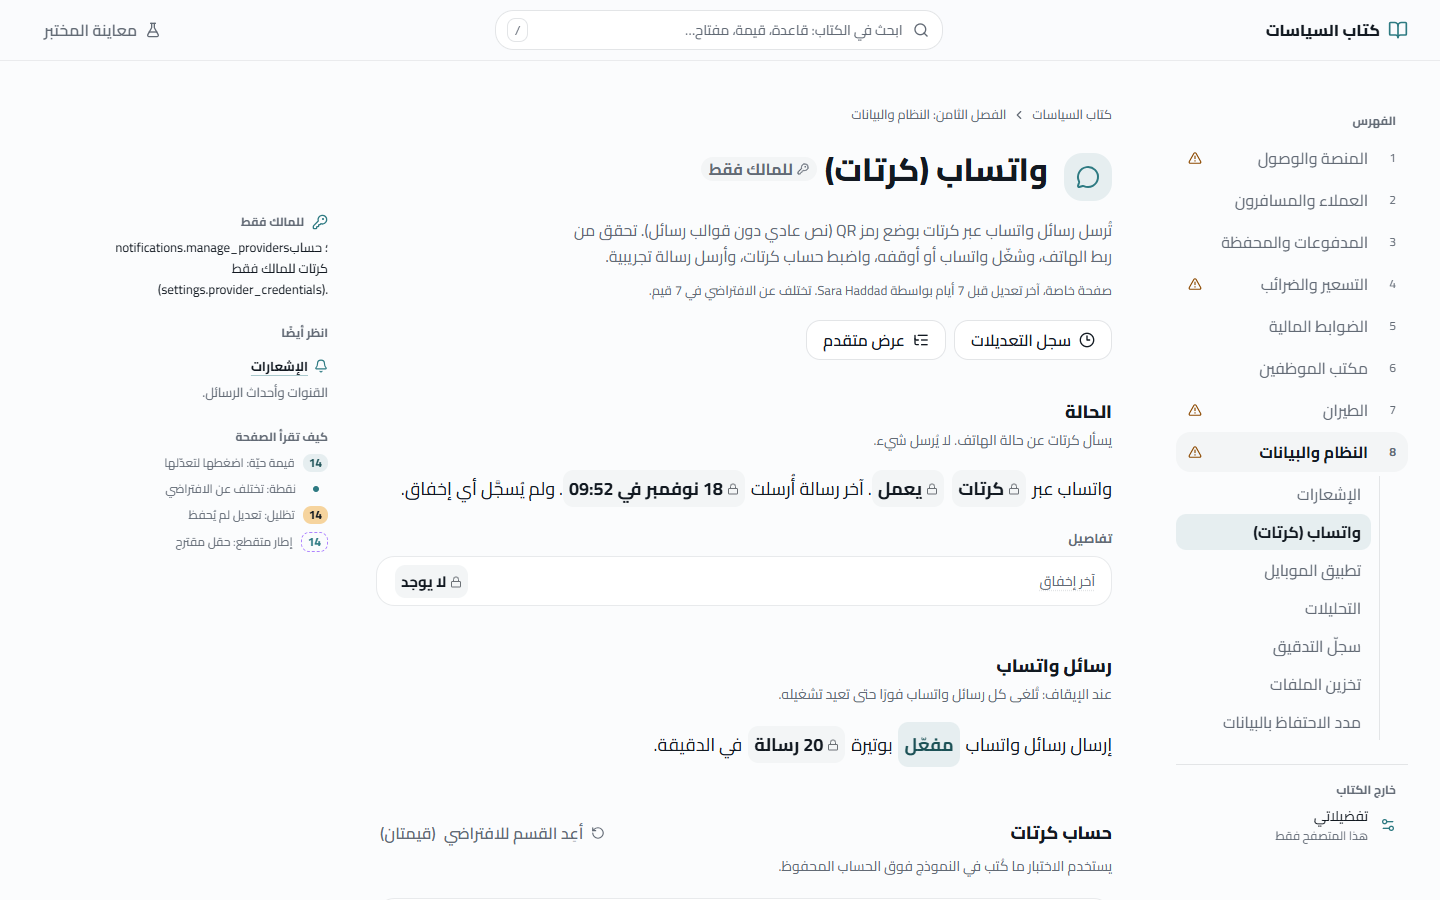 كتاب السياسات
ابحث في الكتاب: قاعدة، قيمة، مفتاح...
/
معاينة المختبر
الفهرس
1 المنصة والوصول
2 العملاء والمسافرون
3 المدفوعات والمحفظة
4 التسعير والضرائب
5 الضوابط المالية
6 مكتب الموظفين
7 الطيران
8 النظام والبيانات
الإشعارات
واتساب (كرتات)
تطبيق الموبايل
التحليلات
سجلّ التدقيق
تخزين الملفات
مدد الاحتفاظ بالبيانات
خارج الكتاب
تفضيلاتي
هذا المتصفح فقط
كتاب السياسات › الفصل الثامن: النظام والبيانات
واتساب (كرتات) للمالك فقط
تُرسل رسائل واتساب عبر كرتات بوضع رمز QR (نص عادي دون قوالب رسائل). تحقق من
ربط الهاتف، وشغّل واتساب أو أوقفه، واضبط حساب كرتات، وأرسل رسالة تجريبية.
صفحة خاصة، آخر تعديل قبل 7 أيام بواسطة Sara Haddad. تختلف عن الافتراضي في 7 قيم.
سجل التعديلات
عرض متقدم
الحالة
يسأل كرتات عن حالة الهاتف. لا يُرسل شيء.
واتساب عبر كرتات يعمل . آخر رسالة أُرسلت 18 نوفمبر في 09:52 . ولم يُسجَّل أي إخفاق.
تفاصيل
آخر إخفاق لا يوجد
رسائل واتساب
عند الإيقاف: تُلغى كل رسائل واتساب فورًا حتى تعيد تشغيله.
إرسال رسائل واتساب مفعّل بوتيرة 20 رسالة في الدقيقة.
حساب كرتات
أعِد القسم للافتراضي (قيمتان)
يستخدم الاختبار ما كُتب في النموذج فوق الحساب المحفوظ.
للمالك فقط
notifications.manage_providers؛ حساب
كرتات للمالك فقط
(settings.provider_credentials).
انظر أيضًا
الإشعارات
القنوات وأحداث الرسائل.
كيف تقرأ الصفحة
14 قيمة حيّة: اضغطها لتعدّلها
نقطة: تختلف عن الافتراضي
14 تظليل: تعديل لم يُحفظ
14 إطار متقطع: حقل مقترح